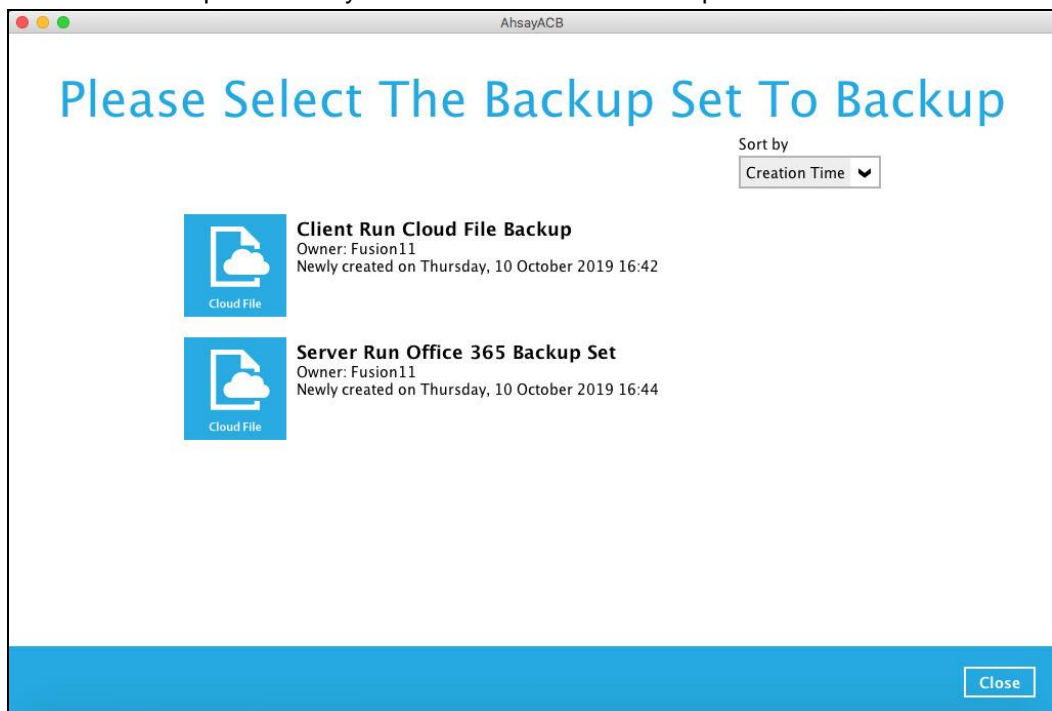 AhsayACB
Please Select The Backup Set To Backup
Sort by
Creation Time
Client Run Cloud File Backup
Owner: Fusion11
Newly created on Thursday, 10 October 2019 16:42
Cloud File
Server Run Office 365 Backup Set
Owner: Fusion11
Newly created on Thursday, 10 October 2019 16:44
Cloud File
Close